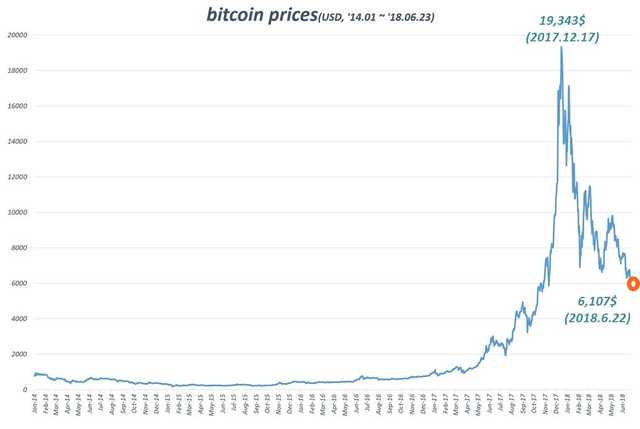 bitcoin prices(USD, '14.01 ~ '18.06.23)
19,343$
(2017.12.17)
20000
18000
16000
14000
12000
10000
8000
6000
4000
2000
0
6,107$
(2018.6.22)
Jan-14
Feb-14
Mar-14
Apr-14
May-14
Jun-14
Jul-14
Aug-14
Sep-14
Oct-14
Nov-14
Dec-14
Jan-15
Feb-15
Mar-15
Apr-15
May-15
Jun-15
Jul-15
Aug-15
Sep-15
Oct-15
Nov-15
Dec-15
Jan-16
Feb-16
Mar-16
Apr-16
May-16
Jun-16
Jul-16
Aug-16
Sep-16
Oct-16
Nov-16
Dec-16
Jan-17
Feb-17
Mar-17
Apr-17
May-17
Jun-17
Jul-17
Aug-17
Sep-17
Oct-17
Nov-17
Dec-17
Jan-18
Feb-18
Mar-18
Apr-18
May-18
Jun-18